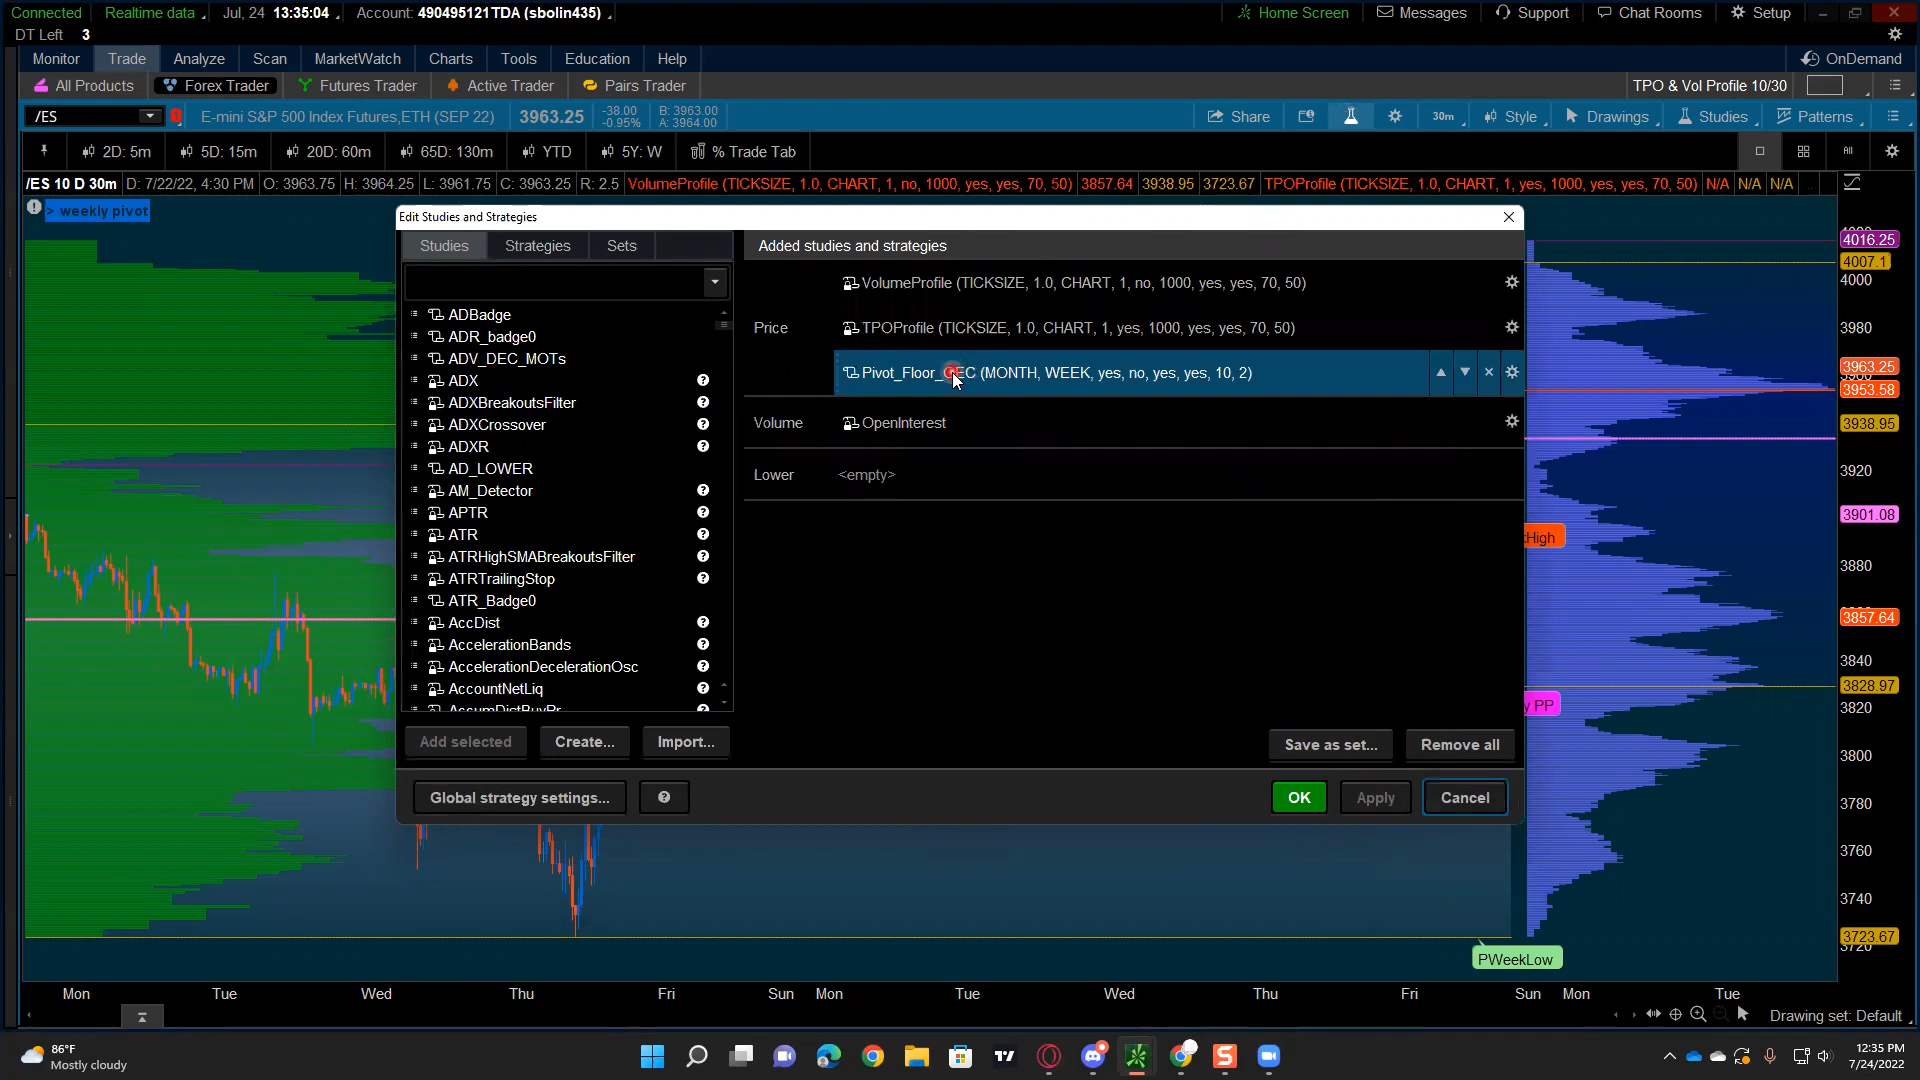 Connected Realtime data Jul, 24 13:35:04 Account: 490495121TDA (sbolin435) Home Screen Messages Support Chat Rooms Setup
DT Left 3
Monitor Trade Analyze Scan MarketWatch Charts Tools Education Help OnDemand
All Products Forex Trader Futures Trader Active Trader Pairs Trader TPO & Vol Profile 10/30
/ES E-mini S&P 500 Index Futures,ETH (SEP 22) 3963.25 -38.00 -0.95% B: 3963.00 A: 3964.00 Share 30m Style Drawings Studies Patterns
2D: 5m 5D: 15m 20D: 60m 65D: 130m YTD 5Y: W % Trade Tab All
/ES 10 D 30m D: 7/22/22, 4:30 PM O: 3963.75 H: 3964.25 L: 3961.75 C: 3963.25 R: 2.5 VolumeProfile (TICKSIZE, 1.0, CHART, 1, no, 1000, yes, yes, 70, 50) 3857.64 3938.95 3723.67 TPOProfile (TICKSIZE, 1.0, CHART, 1, yes, 1000, yes, yes, 70, 50) N/A N/A N/A
> weekly pivot
Edit Studies and Strategies
Studies Strategies Sets
Added studies and strategies
VolumeProfile (TICKSIZE, 1.0, CHART, 1, no, 1000, yes, yes, 70, 50)
Price TPOProfile (TICKSIZE, 1.0, CHART, 1, yes, 1000, yes, yes, 70, 50)
Pivot_Floor_ EC (MONTH, WEEK, yes, no, yes, yes, 10, 2)
Volume OpenInterest
Lower <empty>
ADBadge
ADR_badge0
ADV_DEC_MOTs
ADX
ADXBreakoutsFilter
ADXCrossover
ADXR
AD_LOWER
AM_Detector
APTR
ATR
ATRHighSMABreakoutsFilter
ATRTrailingStop
ATR_Badge0
AccDist
AccelerationBands
AccelerationDecelerationOsc
AccountNetLiq
AccumDistBuyPr
Add selected Create... Import... Save as set... Remove all
Global strategy settings... OK Apply Cancel
4016.25
4007.1
4000
3980
3963.25
3953.58
3938.95
3920
3901.08
kHigh
3880
3857.64
3840
3828.97
y PP
3820
3800
3780
3760
3740
3723.67
3720
PWeekLow
Mon Tue Wed Thu Fri Sun Mon Tue Wed Thu Fri Sun Mon Tue
Drawing set: Default
86°F
Mostly cloudy
12:35 PM
7/24/2022